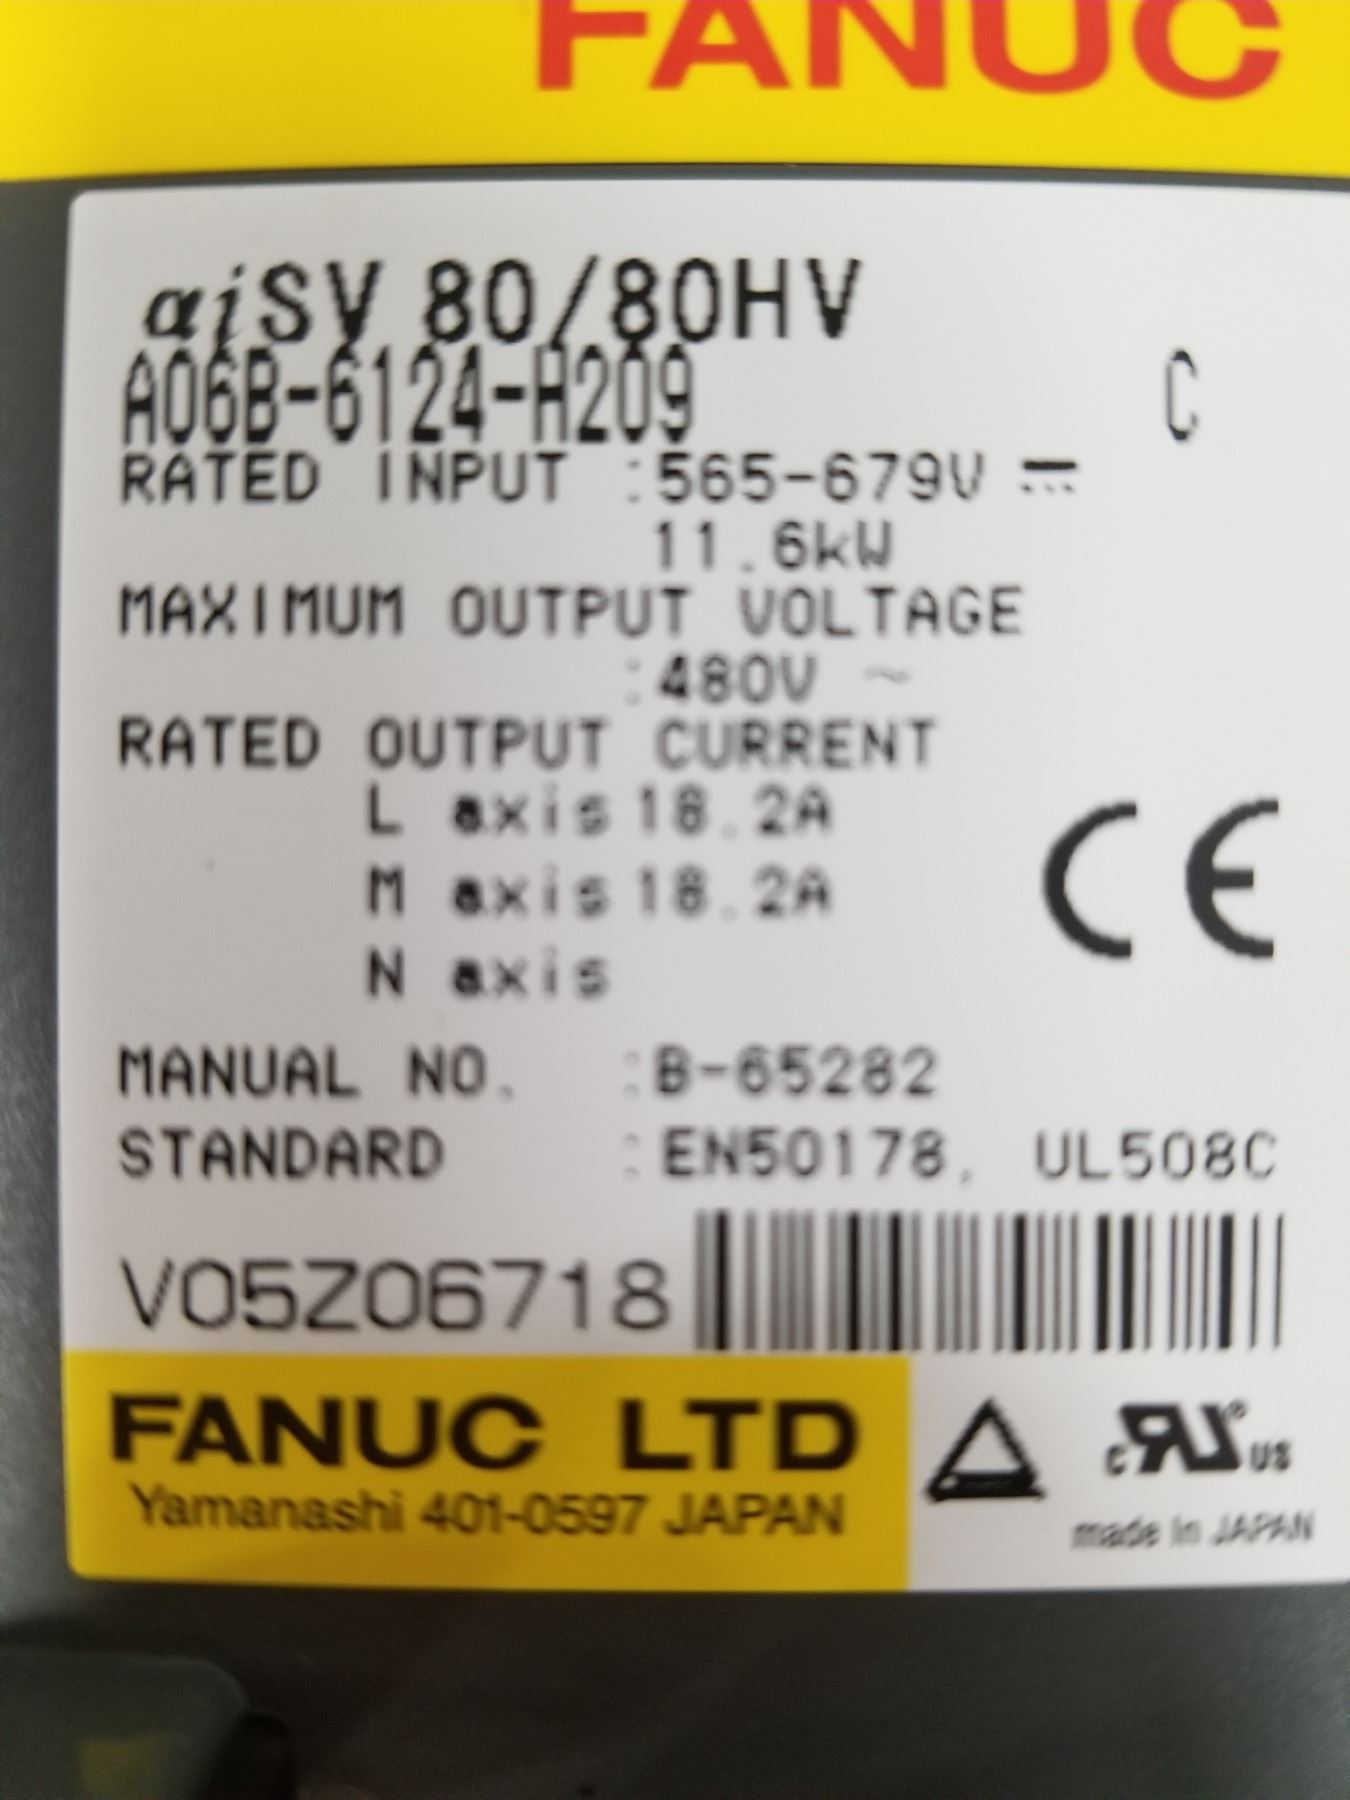 FANUC
αiSV 80/80HV
A06B-6124-H209 C
RATED INPUT :565-679V ⎓
11.6kW
MAXIMUM OUTPUT VOLTAGE
:480V ~
RATED OUTPUT CURRENT
L axis 18.2A
M axis 18.2A
N axis
MANUAL NO. :B-65282
STANDARD :EN50178, UL508C
V05Z06718
FANUC LTD
Yamanashi 401-0597 JAPAN
CE
c RU ® US
made In JAPAN